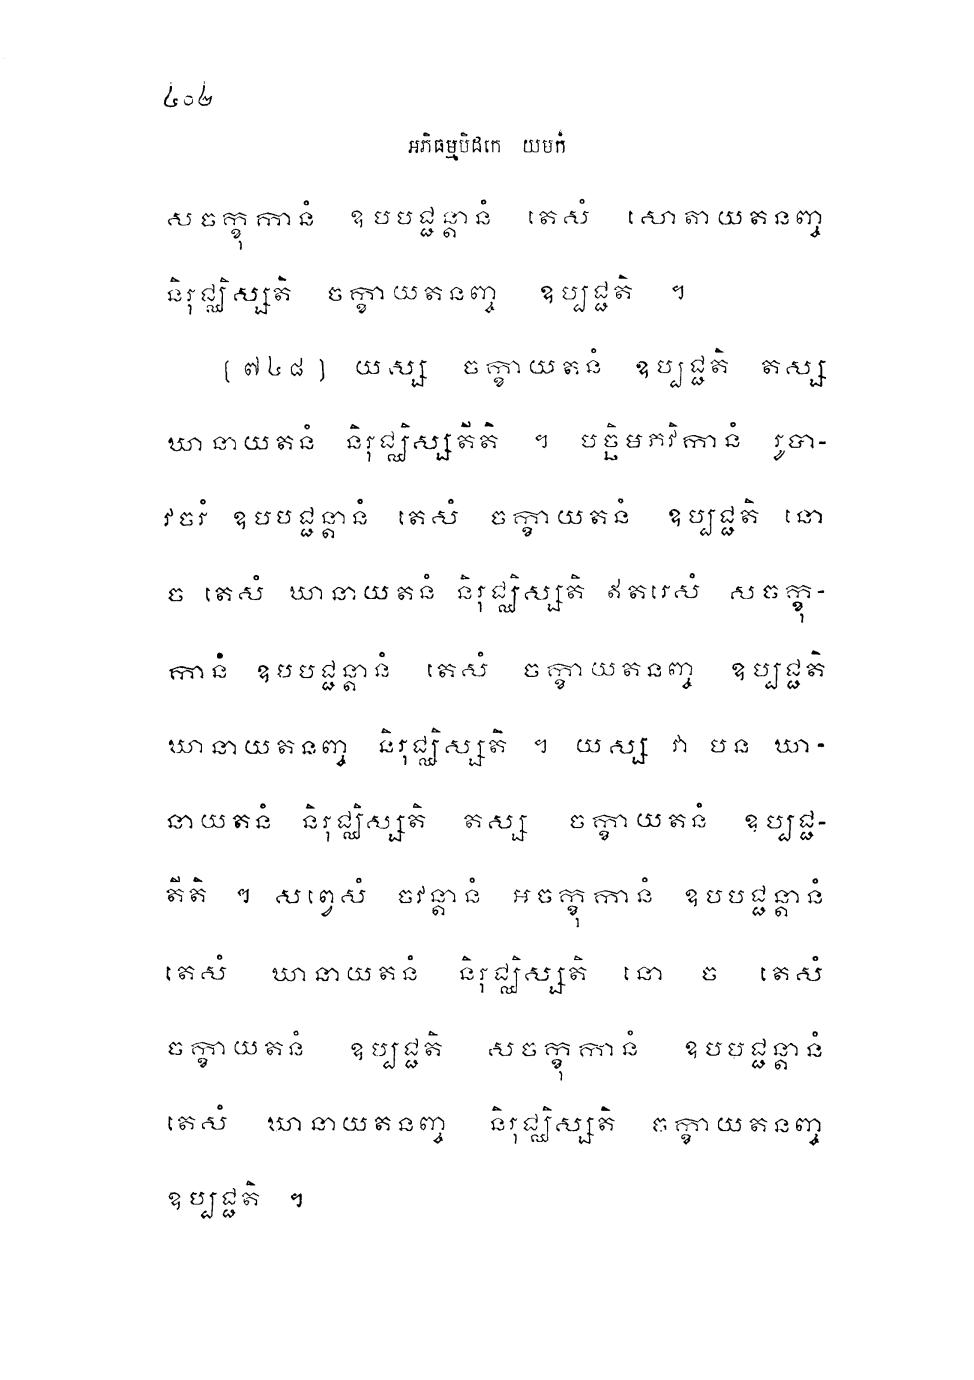 ៤០២
អភិធម្មបិដកេ យមកំ
សចក្ខុកានំ ឧបបជ្ជន្តានំ តេសំ សោតាយតនញ្ច
និរុជ្ឈិស្សតិ ចក្ខាយតនញ្ច ឧប្បជ្ជតិ ។
(៧៤៨) យស្ស ចក្ខាយតនំ ឧប្បជ្ជតិ តស្ស
ឃានាយតនំ និរុជ្ឈិស្សតីតិ ។ បច្ឆិមភវិកានំ រូបា-
វចរំ ឧបបជ្ជន្តានំ តេសំ ចក្ខាយតនំ ឧប្បជ្ជតិ នោ
ច តេសំ ឃានាយតនំ និរុជ្ឈិស្សតិ ឥតរេសំ សចក្ខុ-
កានំ ឧបបជ្ជន្តានំ តេសំ ចក្ខាយតនញ្ច ឧប្បជ្ជតិ
ឃានាយតនញ្ច និរុជ្ឈិស្សតិ ។ យស្ស វា បន ឃា-
នាយតនំ និរុជ្ឈិស្សតិ តស្ស ចក្ខាយតនំ ឧប្បជ្ជ-
តីតិ ។ សព្វេសំ ចវន្តានំ អចក្ខុកានំ ឧបបជ្ជន្តានំ
តេសំ ឃានាយតនំ និរុជ្ឈិស្សតិ នោ ច តេសំ
ចក្ខាយតនំ ឧប្បជ្ជតិ សចក្ខុកានំ ឧបបជ្ជន្តានំ
តេសំ ឃានាយតនញ្ច និរុជ្ឈិស្សតិ ចក្ខាយតនញ្ច
ឧប្បជ្ជតិ ។